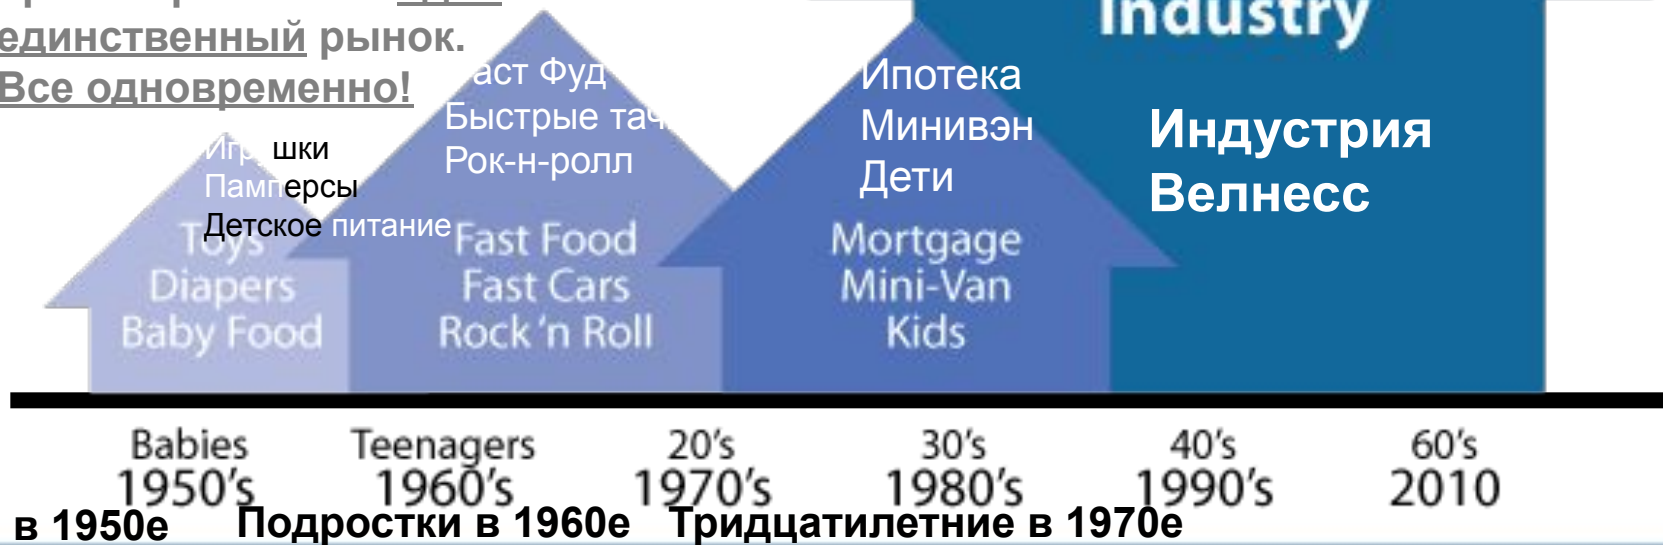 единственный рынок.
Все одновременно!
Industry
Индустрия
Велнесс
Фуд
Быстрые
Рок-н-ролл
Ипотека
Минивэн
Дети
Игрушки
Памперсы
Детское питание
Toys
Diapers
Baby Food
Fast Food
Fast Cars
Rock 'n Roll
Mortgage
Mini-Van
Kids
Babies
1950's
Teenagers
1960's
20's
1970's
30's
1980's
40's
1990's
60's
2010
в 1950е
Подростки в 1960е
Тридцатилетние в 1970е